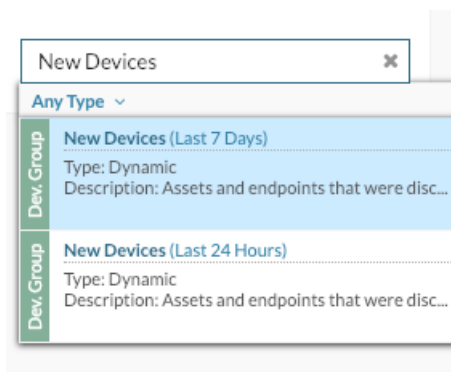 New Devices
Any Type
Dev. Group
New Devices (Last 7 Days)
Type: Dynamic
Description: Assets and endpoints that were disc...
Dev. Group
New Devices (Last 24 Hours)
Type: Dynamic
Description: Assets and endpoints that were disc...